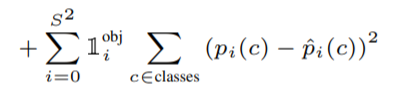 + \sum_{i=0}^{S^2} \mathbb{1}_i^{\text{obj}} \sum_{c \in \text{classes}} (p_i(c) - \hat{p}_i(c))^2